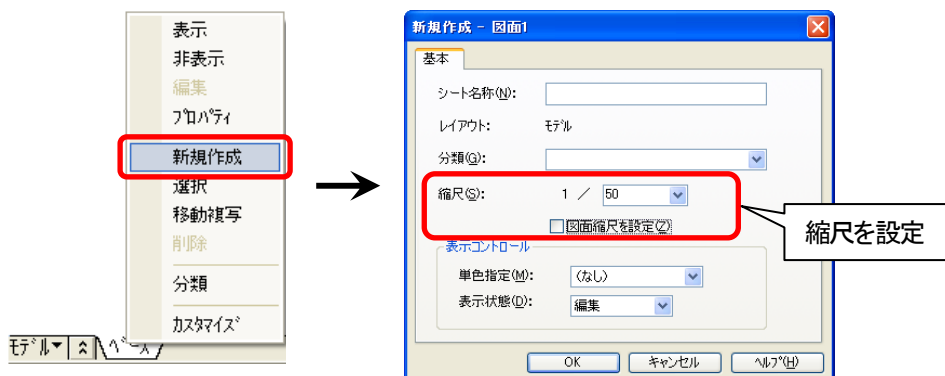 表示
非表示
編集
ﾌﾟﾛﾊﾟﾃｨ
新規作成
選択
移動複写
削除
分類
ｶｽﾀﾏｲｽﾞ
ﾓﾃﾞﾙ
ﾍﾞｰｽ
新規作成 - 図面1
基本
シート名称(N):
レイアウト: ﾓﾃﾞﾙ
分類(G):
縮尺(S): 1 ／ 50
図面縮尺を設定(Z)
表示コントロール
単色指定(M): (なし)
表示状態(D): 編集
OK キャンセル ﾍﾙﾌﾟ(H)
縮尺を設定